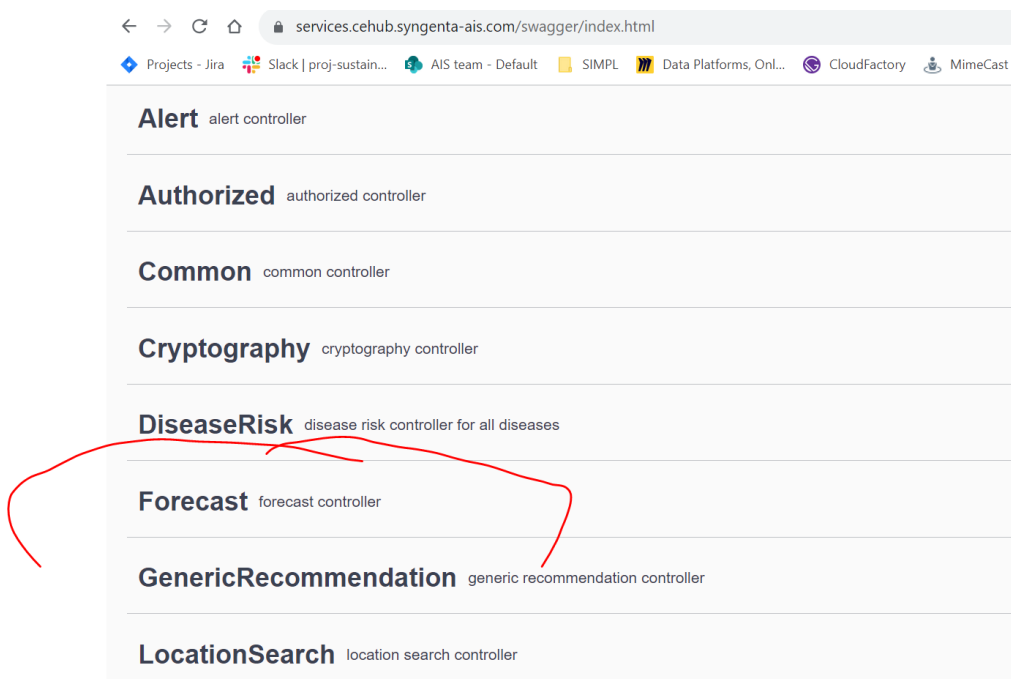 services.cehub.syngenta-ais.com/swagger/index.html
Projects - Jira Slack | proj-sustain... AIS team - Default SIMPL Data Platforms, Onl... CloudFactory MimeCast
Alert alert controller
Authorized authorized controller
Common common controller
Cryptography cryptography controller
DiseaseRisk disease risk controller for all diseases
Forecast forecast controller
GenericRecommendation generic recommendation controller
LocationSearch location search controller